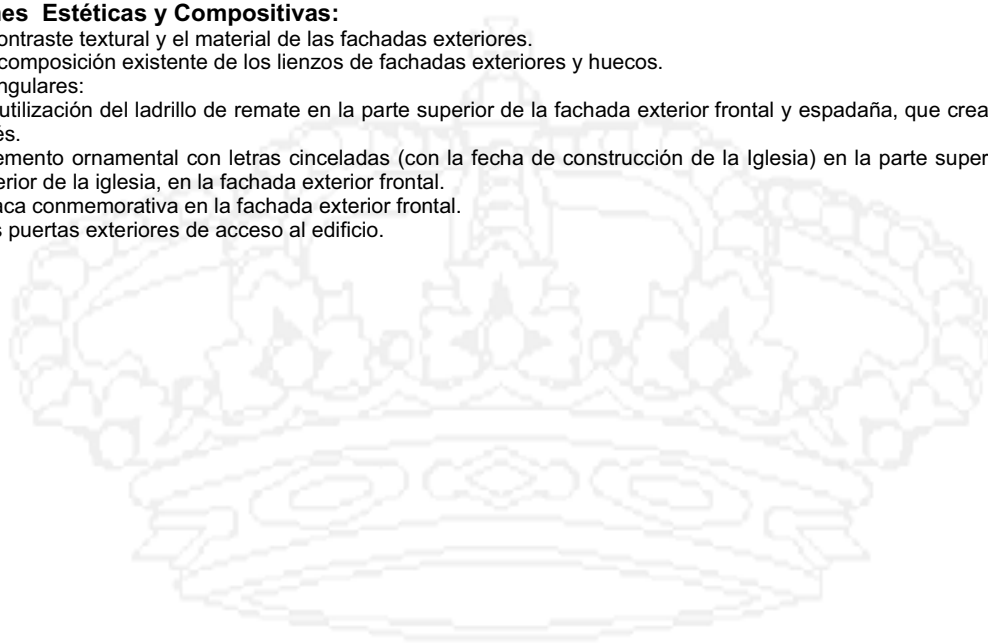 nes Estéticas y Compositivas:
ontraste textural y el material de las fachadas exteriores.
composición existente de los lienzos de fachadas exteriores y huecos.
ngulares:
utilización del ladrillo de remate en la parte superior de la fachada exterior frontal y espadaña, que crea
és.
emento ornamental con letras cinceladas (con la fecha de construcción de la Iglesia) en la parte super
erior de la iglesia, en la fachada exterior frontal.
aca conmemorativa en la fachada exterior frontal.
s puertas exteriores de acceso al edificio.